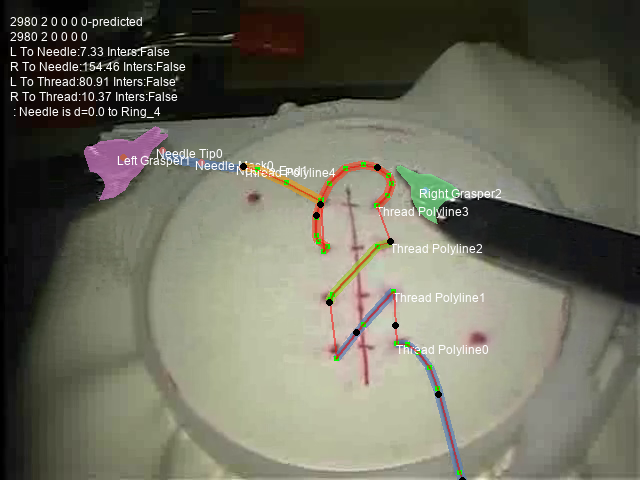 2980 2 0 0 0 0-predicted
2980 2 0 0 0 0
L To Needle:7.33 Inters:False
R To Needle:154.46 Inters:False
L To Thread:80.91 Inters:False
R To Thread:10.37 Inters:False
: Needle is d=0.0 to Ring_4
Needle Tip0
Left Grasper1
Thread Polyline4
Right Grasper2
Thread Polyline3
Thread Polyline2
Thread Polyline1
Thread Polyline0